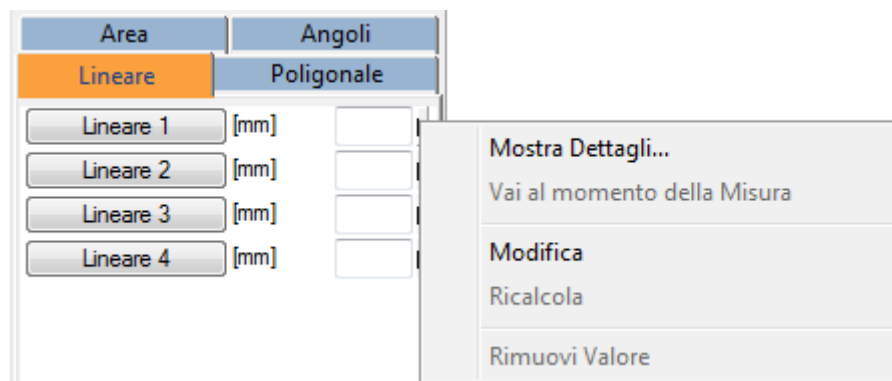 Area Angoli
Lineare Poligonale
Lineare 1 [mm]
Lineare 2 [mm]
Lineare 3 [mm]
Lineare 4 [mm]
Mostra Dettagli...
Vai al momento della Misura
Modifica
Ricalcola
Rimuovi Valore